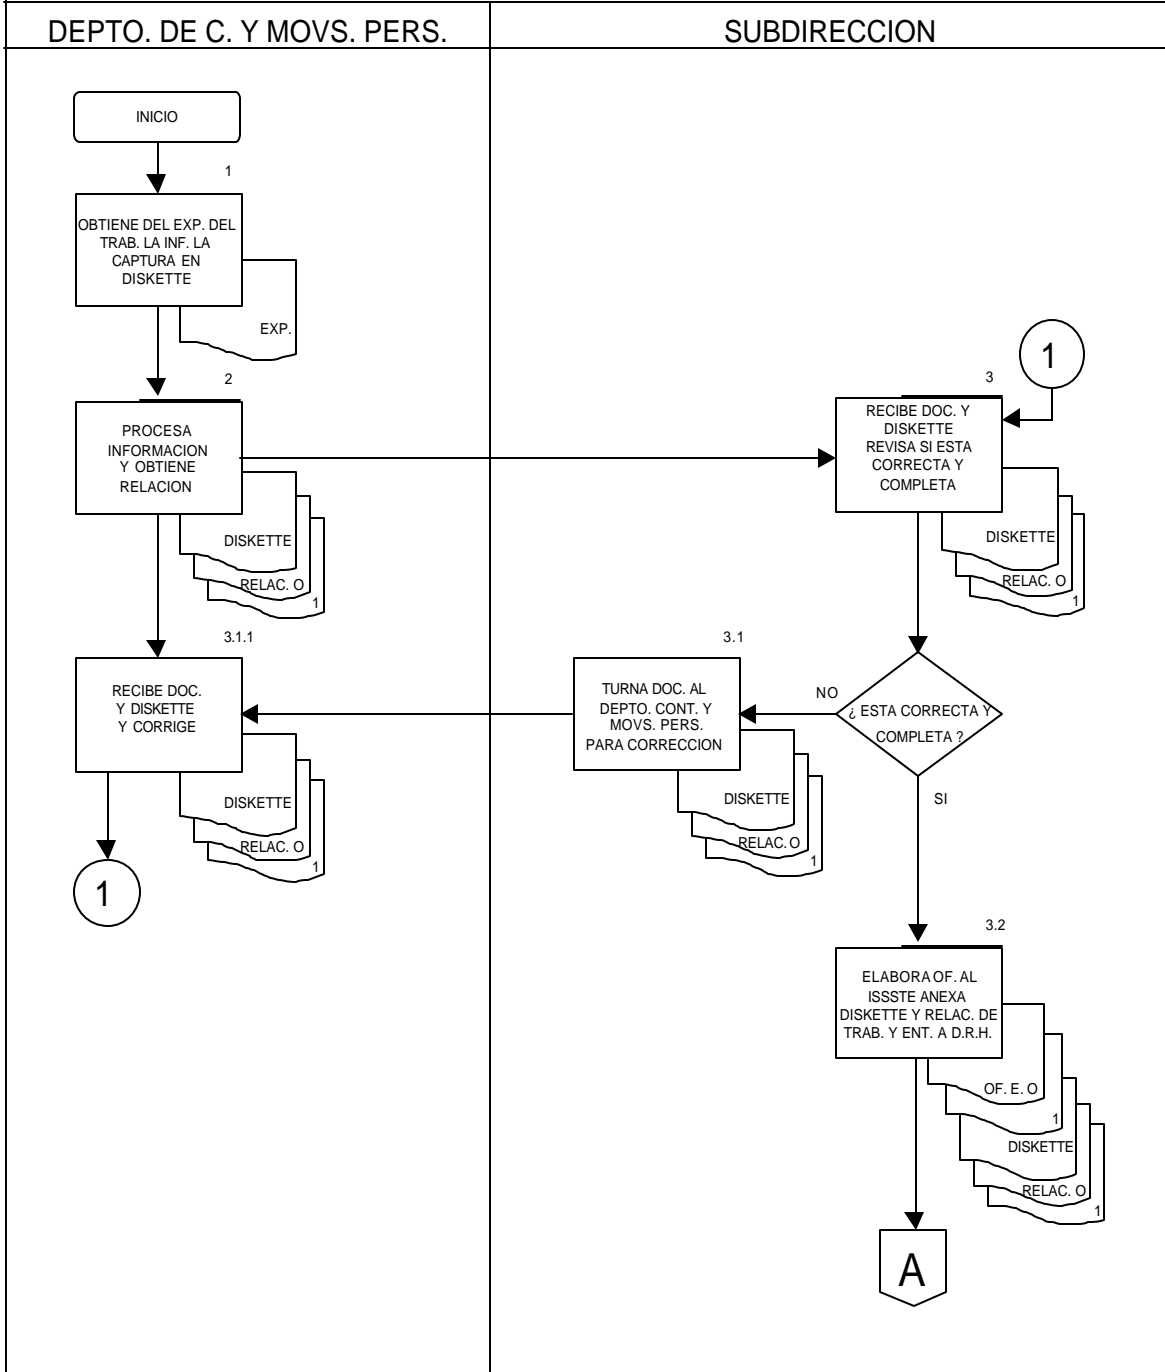 DEPTO. DE C. Y MOVS. PERS.
SUBDIRECCION
INICIO
1
OBTIENE DEL EXP. DEL
TRAB. LA INF. LA
CAPTURA EN
DISKETTE
EXP.
2
PROCESA
INFORMACION
Y OBTIENE
RELACION
DISKETTE
RELAC. O
1
1
3
RECIBE DOC. Y
DISKETTE
REVISA SI ESTA
CORRECTA Y
COMPLETA
DISKETTE
RELAC. O
1
¿ ESTA CORRECTA Y
COMPLETA ?
NO
SI
3.1
TURNA DOC. AL
DEPTO. CONT. Y
MOVS. PERS.
PARA CORRECCION
DISKETTE
RELAC. O
1
3.1.1
RECIBE DOC.
Y DISKETTE
Y CORRIGE
DISKETTE
RELAC. O
1
1
3.2
ELABORA OF. AL
ISSSTE ANEXA
DISKETTE Y RELAC. DE
TRAB. Y ENT. A D.R.H.
OF. E. O
1
DISKETTE
RELAC. O
1
A